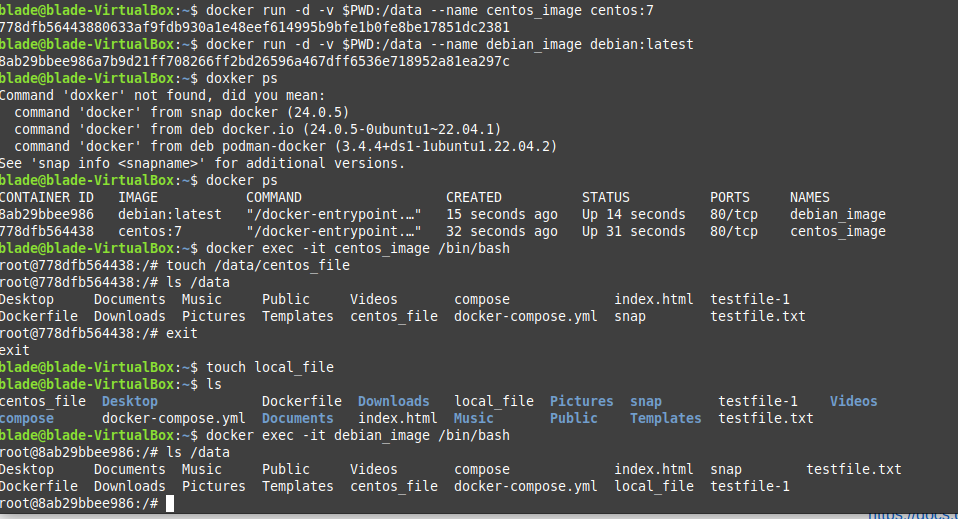 blade@blade-VirtualBox:~$ docker run -d -v $PWD:/data --name centos_image centos:7
778dfb56443880633af9fdb930a1e48eef614995b9bfe1b0fe8be17851dc2381
blade@blade-VirtualBox:~$ docker run -d -v $PWD:/data --name debian_image debian:latest
8ab29bbee986a7b9d21ff708266ff2bd26596a467dff6536e718952a81ea297c
blade@blade-VirtualBox:~$ doxker ps
Command 'doxker' not found, did you mean:
  command 'docker' from snap docker (24.0.5)
  command 'docker' from deb docker.io (24.0.5-0ubuntu1~22.04.1)
  command 'docker' from deb podman-docker (3.4.4+ds1-1ubuntu1.22.04.2)
See 'snap info <snapname>' for additional versions.
blade@blade-VirtualBox:~$ docker ps
CONTAINER ID   IMAGE           COMMAND                  CREATED          STATUS          PORTS     NAMES
8ab29bbee986   debian:latest   "/docker-entrypoint.…"   15 seconds ago   Up 14 seconds   80/tcp    debian_image
778dfb564438   centos:7        "/docker-entrypoint.…"   32 seconds ago   Up 31 seconds   80/tcp    centos_image
blade@blade-VirtualBox:~$ docker exec -it centos_image /bin/bash
root@778dfb564438:/# touch /data/centos_file
root@778dfb564438:/# ls /data
Desktop     Documents  Music     Public     Videos       compose             index.html  testfile-1
Dockerfile  Downloads  Pictures  Templates  centos_file  docker-compose.yml  snap        testfile.txt
root@778dfb564438:/# exit
exit
blade@blade-VirtualBox:~$ touch local_file
blade@blade-VirtualBox:~$ ls
centos_file  Desktop             Dockerfile  Downloads   local_file  Pictures  snap       testfile-1    Videos
compose      docker-compose.yml  Documents   index.html  Music       Public    Templates  testfile.txt
blade@blade-VirtualBox:~$ docker exec -it debian_image /bin/bash
root@8ab29bbee986:/# ls /data
Desktop     Documents  Music     Public     Videos       compose             index.html  snap        testfile.txt
Dockerfile  Downloads  Pictures  Templates  centos_file  docker-compose.yml  local_file  testfile-1
root@8ab29bbee986:/#